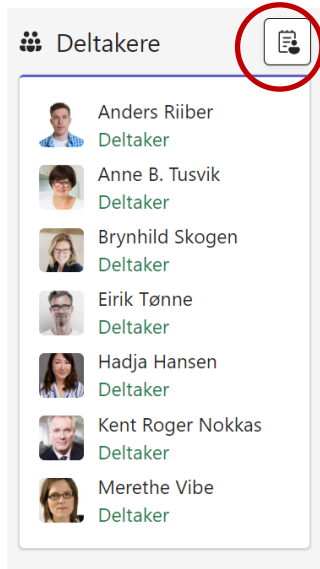 Deltakere
Anders Riiber
Deltaker
Anne B. Tusvik
Deltaker
Brynhild Skogen
Deltaker
Eirik Tønne
Deltaker
Hadja Hansen
Deltaker
Kent Roger Nokkas
Deltaker
Merethe Vibe
Deltaker